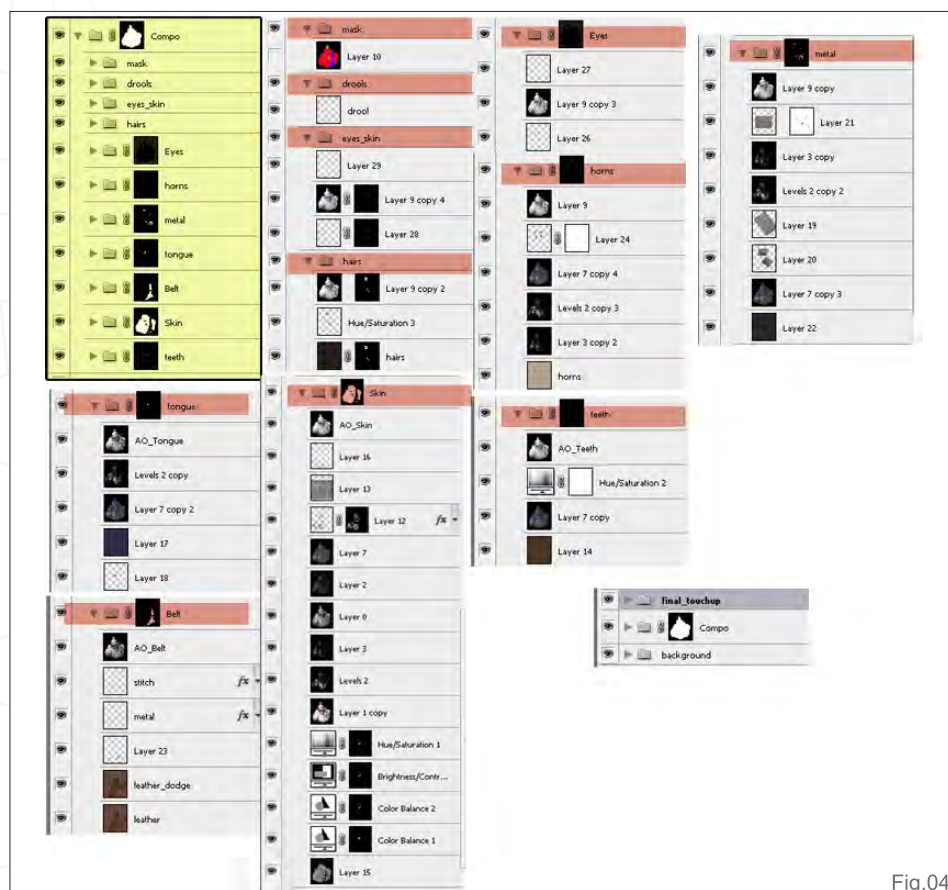 Compo
mask
drools
eyes_skin
hairs
Eyes
horns
metal
tongue
Belt
Skin
teeth
mask
Layer 10
drools
drool
eyes_skin
Layer 29
Layer 9 copy 4
Layer 28
hairs
Layer 9 copy 2
Hue/Saturation 3
hairs
Eyes
Layer 27
Layer 9 copy 3
Layer 26
horns
Layer 9
Layer 24
Layer 7 copy 4
Levels 2 copy 3
Layer 3 copy 2
horns
metal
Layer 9 copy
Layer 21
Layer 3 copy
Levels 2 copy 2
Layer 19
Layer 20
Layer 7 copy 3
Layer 22
tongue
AO_Tongue
Levels 2 copy
Layer 7 copy 2
Layer 17
Layer 18
Belt
AO_Belt
stitch fx
metal fx
Layer 23
leather_dodge
leather
Skin
AO_Skin
Layer 16
Layer 13
Layer 12 fx
Layer 7
Layer 2
Layer 0
Layer 3
Levels 2
Layer 1 copy
Hue/Saturation 1
Brightness/Contr...
Color Balance 2
Color Balance 1
Layer 15
teeth
AO_Teeth
Hue/Saturation 2
Layer 7 copy
Layer 14
final_touchup
Compo
background
Fig.04